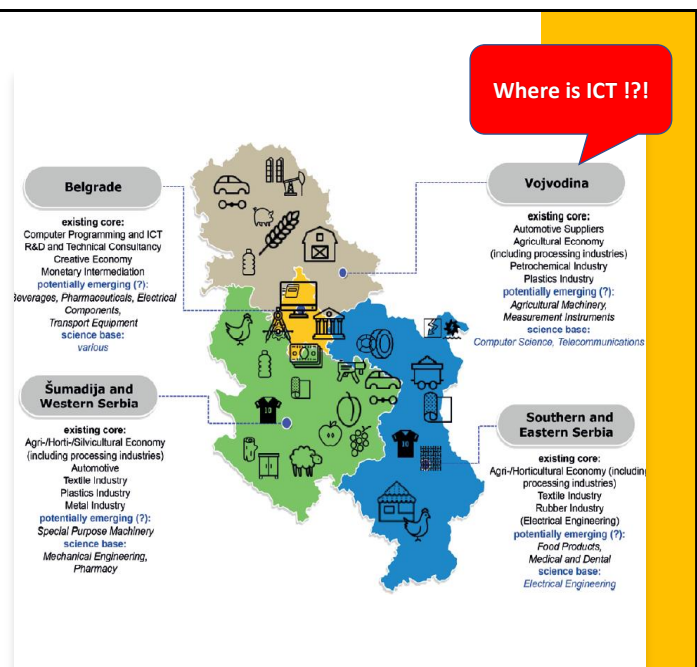 Where is ICT !?!
Belgrade
existing core:
Computer Programming and ICT
R&D and Technical Consultancy
Creative Economy
Monetary Intermediation
potentially emerging (?):
Beverages, Pharmaceuticals, Electrical
Components,
Transport Equipment
science base:
various
Vojvodina
existing core:
Automotive Suppliers
Agricultural Economy
(including processing industries)
Petrochemical Industry
Plastics Industry
potentially emerging (?):
Agricultural Machinery,
Measurement Instruments
science base:
Computer Science, Telecommunications
Šumadija and
Western Serbia
existing core:
Agri-/Horti-/Silvicultural Economy
(including processing industries)
Automotive
Textile Industry
Plastics Industry
Metal Industry
potentially emerging (?):
Special Purpose Machinery
science base:
Mechanical Engineering,
Pharmacy
Southern and
Eastern Serbia
existing core:
Agri-/Horticultural Economy (including
processing industries)
Textile Industry
Rubber Industry
(Electrical Engineering)
potentially emerging (?):
Food Products,
Medical and Dental
science base:
Electrical Engineering
10
10